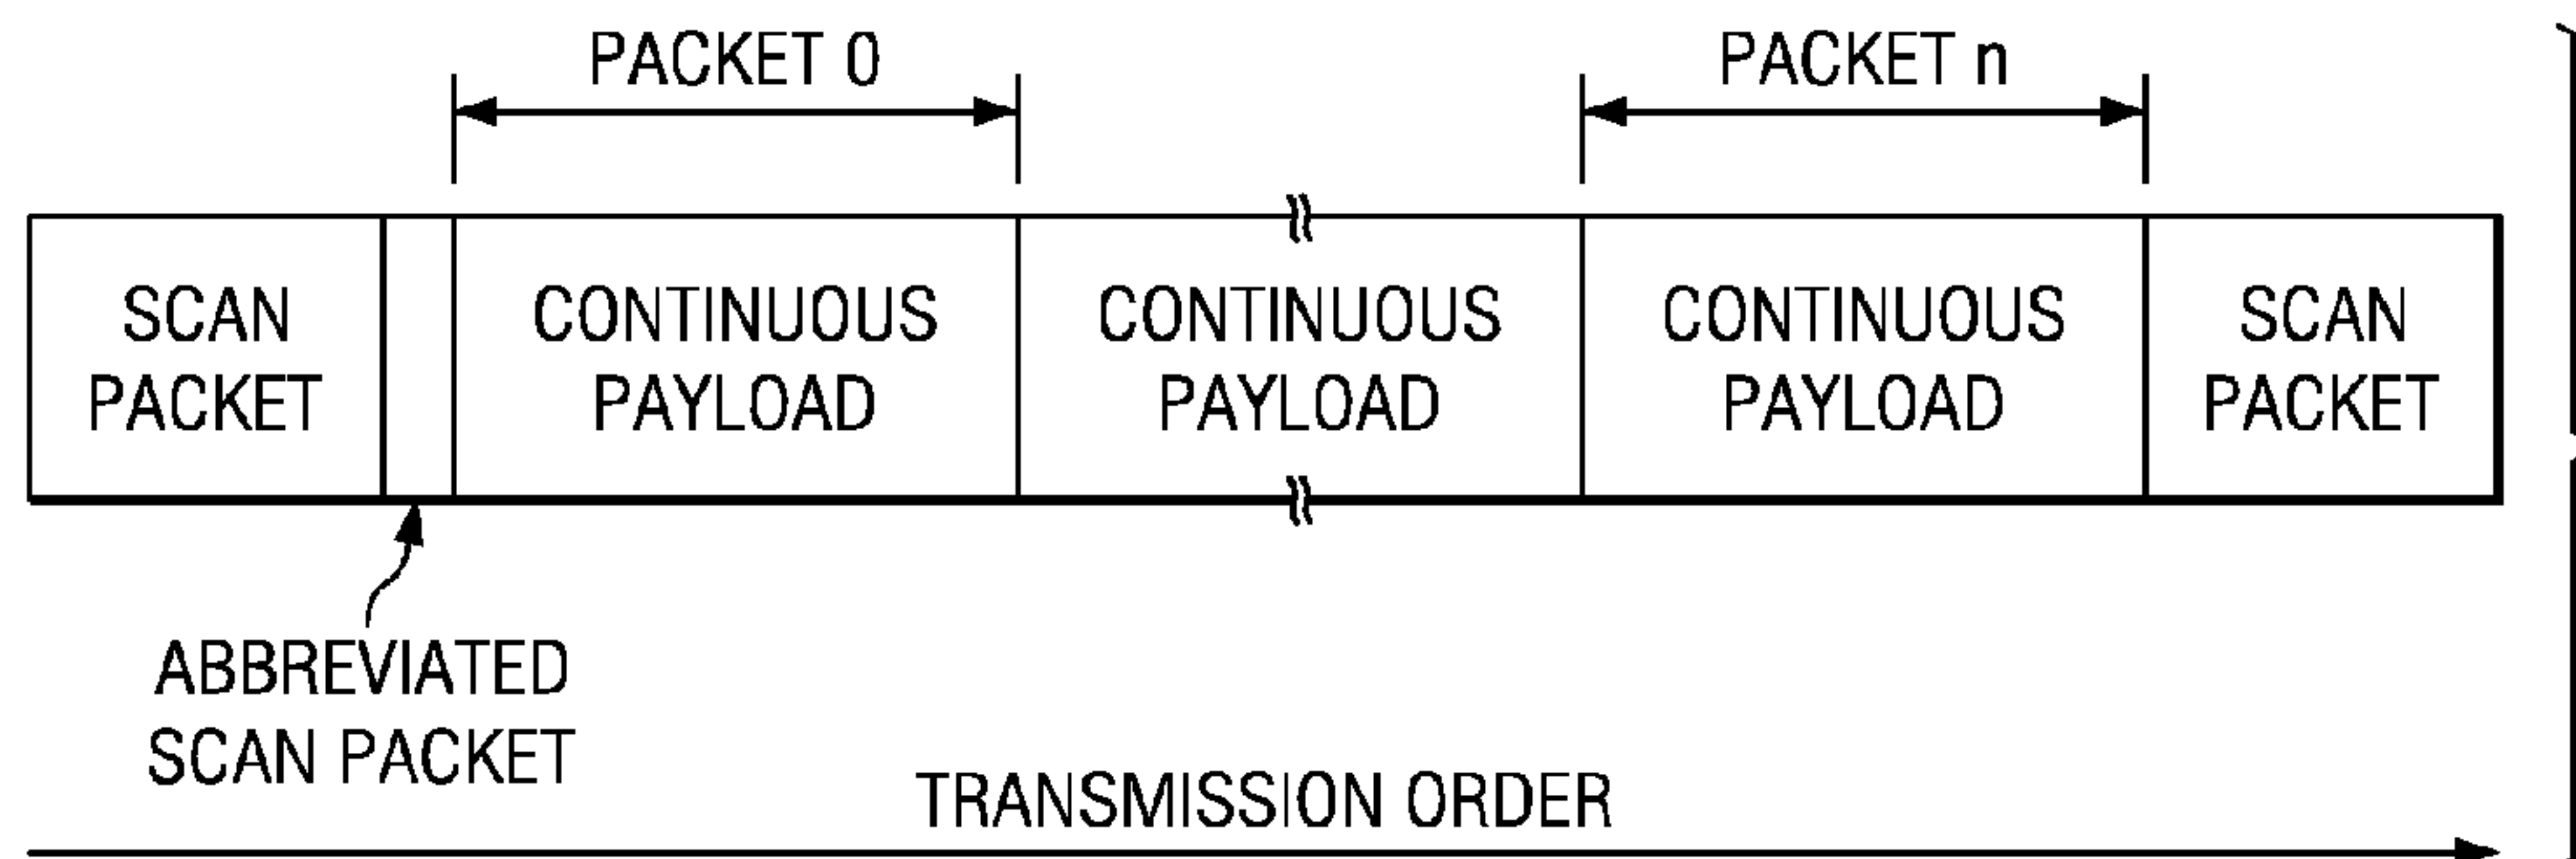 PACKET 0
PACKET n
SCAN
PACKET
CONTINUOUS
PAYLOAD
CONTINUOUS
PAYLOAD
CONTINUOUS
PAYLOAD
SCAN
PACKET
ABBREVIATED
SCAN PACKET
TRANSMISSION ORDER